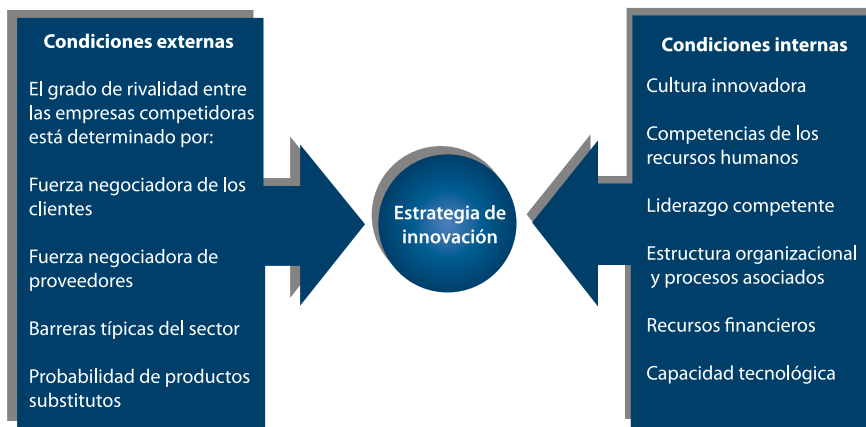 Condiciones externas
El grado de rivalidad entre
las empresas competidoras
está determinado por:
Fuerza negociadora de los
clientes
Fuerza negociadora de
proveedores
Barreras típicas del sector
Probabilidad de productos
substitutos
Estrategia de
innovación
Condiciones internas
Cultura innovadora
Competencias de los
recursos humanos
Liderazgo competente
Estructura organizacional
y procesos asociados
Recursos financieros
Capacidad tecnológica